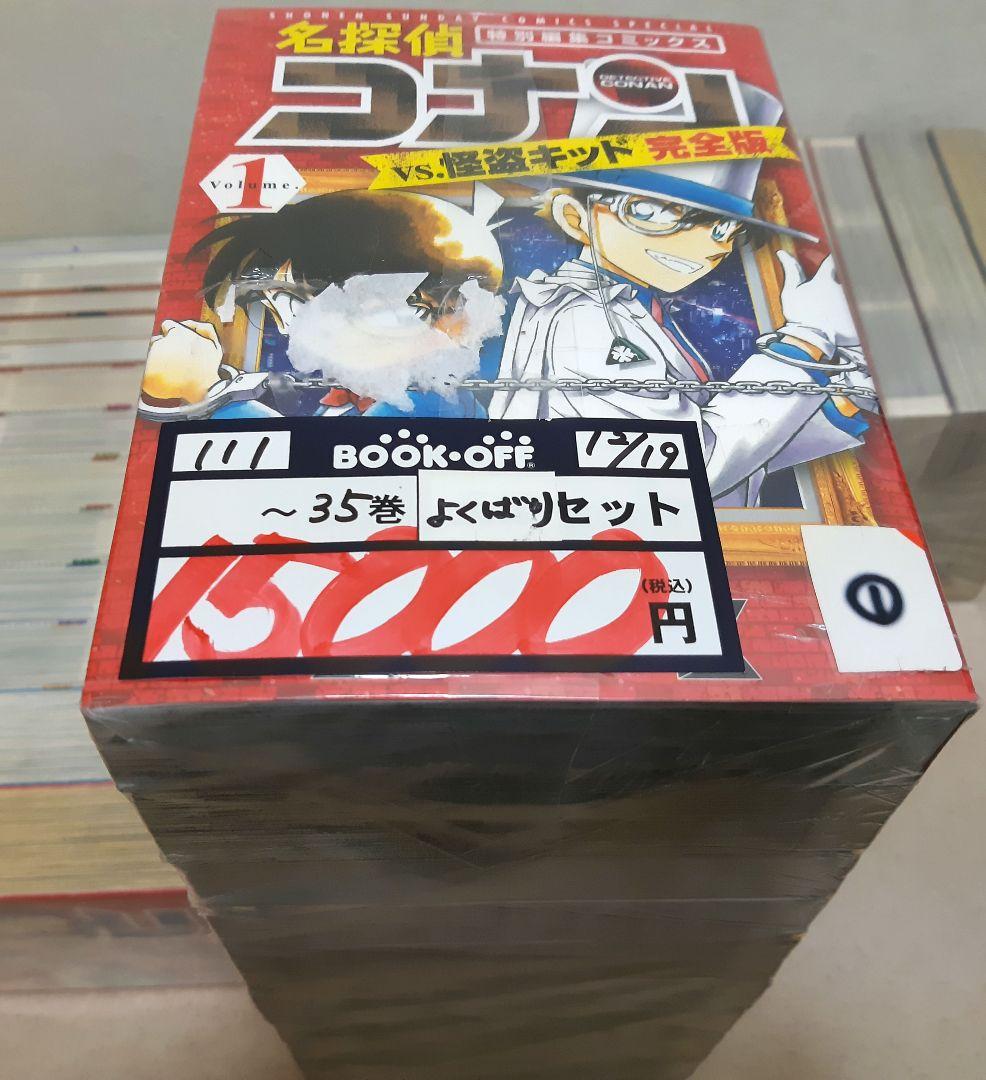 SHONEN SUNDAY COMICS SPECIAL
名探偵
特別編集コミックス
コナン
DETECTIVE
CONAN
vs.怪盗キッド 完全版
Volume.
1
111
BOOK・OFF®
12/19
～35巻
よくばりセット
15000
(税込)
円
①